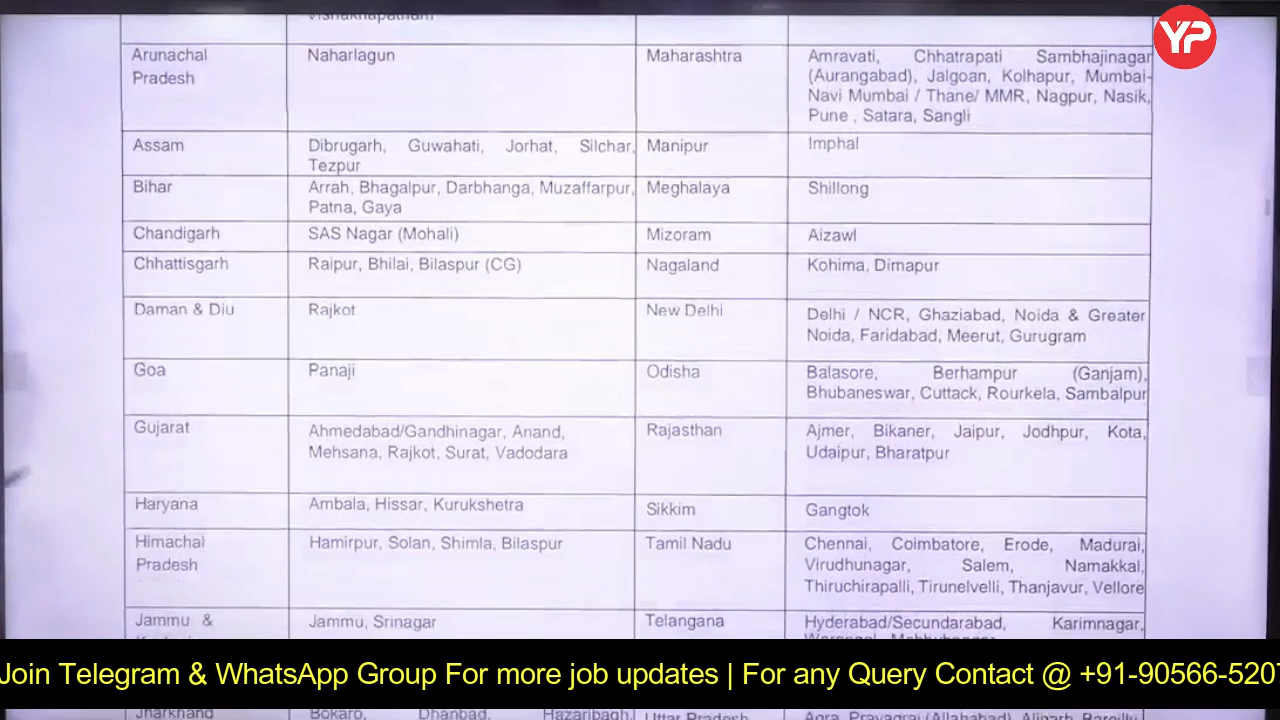 Visakhapatnam
YP
Arunachal Pradesh Naharlagun Maharashtra Amravati, Chhatrapati Sambhajinagar
(Aurangabad), Jalgoan, Kolhapur, Mumbai-
Navi Mumbai / Thane/ MMR, Nagpur, Nasik,
Pune , Satara, Sangli
Assam Dibrugarh, Guwahati, Jorhat, Silchar,
Tezpur
Manipur Imphal
Bihar Arrah, Bhagalpur, Darbhanga, Muzaffarpur,
Patna, Gaya
Meghalaya Shillong
Chandigarh SAS Nagar (Mohali) Mizoram Aizawl
Chhattisgarh Raipur, Bhilai, Bilaspur (CG) Nagaland Kohima, Dimapur
Daman & Diu Rajkot New Delhi Delhi / NCR, Ghaziabad, Noida & Greater
Noida, Faridabad, Meerut, Gurugram
Goa Panaji Odisha Balasore, Berhampur (Ganjam),
Bhubaneswar, Cuttack, Rourkela, Sambalpur
Gujarat Ahmedabad/Gandhinagar, Anand,
Mehsana, Rajkot, Surat, Vadodara
Rajasthan Ajmer, Bikaner, Jaipur, Jodhpur, Kota,
Udaipur, Bharatpur
Haryana Ambala, Hissar, Kurukshetra Sikkim Gangtok
Himachal
Pradesh
Hamirpur, Solan, Shimla, Bilaspur Tamil Nadu Chennai, Coimbatore, Erode, Madurai,
Virudhunagar, Salem, Namakkal,
Thiruchirapalli, Tirunelvelli, Thanjavur, Vellore
Jammu & Jammu, Srinagar Telangana Hyderabad/Secundarabad, Karimnagar,
Join Telegram & WhatsApp Group For more job updates | For any Query Contact @ +91-90566-5207
Jharkhand Bokaro, Dhanbad, Hazaribagh, Uttar Pradesh Agra, Prayagraj (Allahabad), Aligarh, Bareilly,